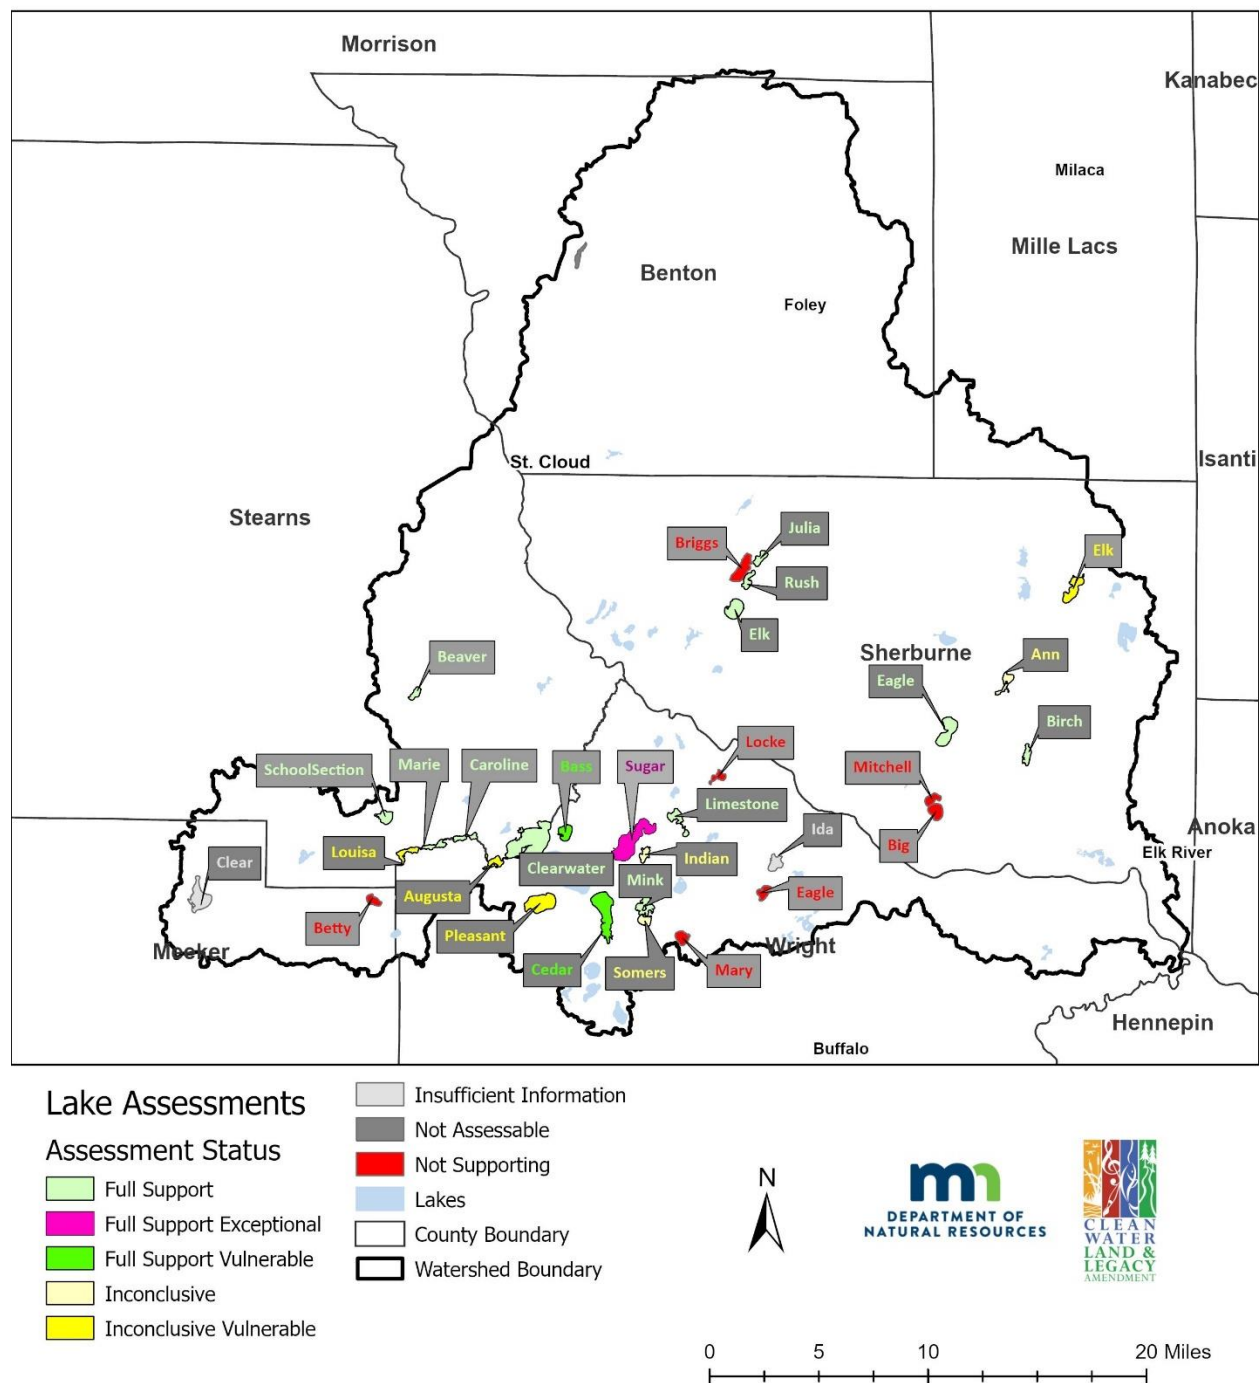 Morrison
Kanabec
Milaca
Mille Lacs
Benton
Foley
St. Cloud
Isanti
Stearns
Julia
Briggs
Elk
Rush
Elk
Sherburne
Beaver
Ann
Eagle
Birch
Locke
SchoolSection
Marie
Caroline
Bass
Sugar
Mitchell
Limestone
Anoka
Ida
Big
Elk River
Louisa
Clear
Clearwater
Indian
Mink
Augusta
Eagle
Betty
Pleasant
Meeker
Wright
Cedar
Somers
Mary
Hennepin
Buffalo
Lake Assessments
Assessment Status
Full Support
Full Support Exceptional
Full Support Vulnerable
Inconclusive
Inconclusive Vulnerable
Insufficient Information
Not Assessable
Not Supporting
Lakes
County Boundary
Watershed Boundary
N
mn
DEPARTMENT OF
NATURAL RESOURCES
CLEAN
WATER
LAND &
LEGACY
AMENDMENT
0 5 10 20 Miles